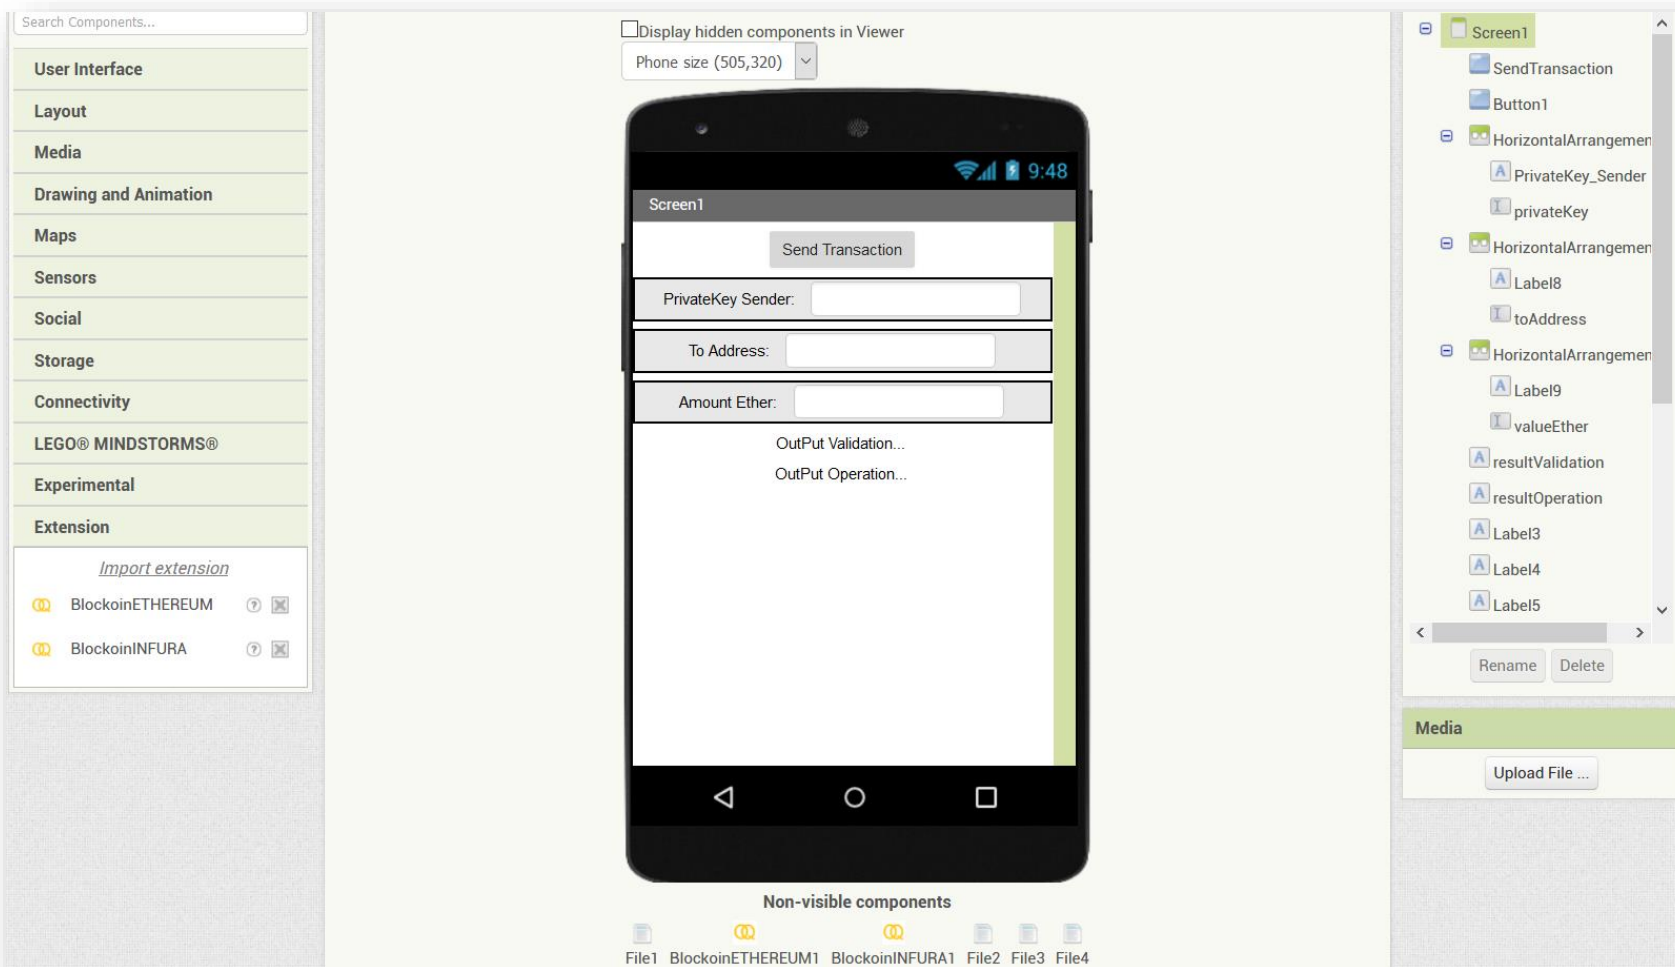 Search Components...
User Interface
Layout
Media
Drawing and Animation
Maps
Sensors
Social
Storage
Connectivity
LEGO® MINDSTORMS®
Experimental
Extension
Import extension
BlockoinETHEREUM
BlockoinINFURA
Display hidden components in Viewer
Phone size (505,320)
9:48
Screen1
Send Transaction
PrivateKey Sender:
To Address:
Amount Ether:
OutPut Validation...
OutPut Operation...
Non-visible components
File1 BlockoinETHEREUM1 BlockoinINFURA1 File2 File3 File4
Screen1
SendTransaction
Button1
HorizontalArrangemen
PrivateKey_Sender
privateKey
HorizontalArrangemen
Label8
toAddress
HorizontalArrangemen
Label9
valueEther
resultValidation
resultOperation
Label3
Label4
Label5
Rename Delete
Media
Upload File ...